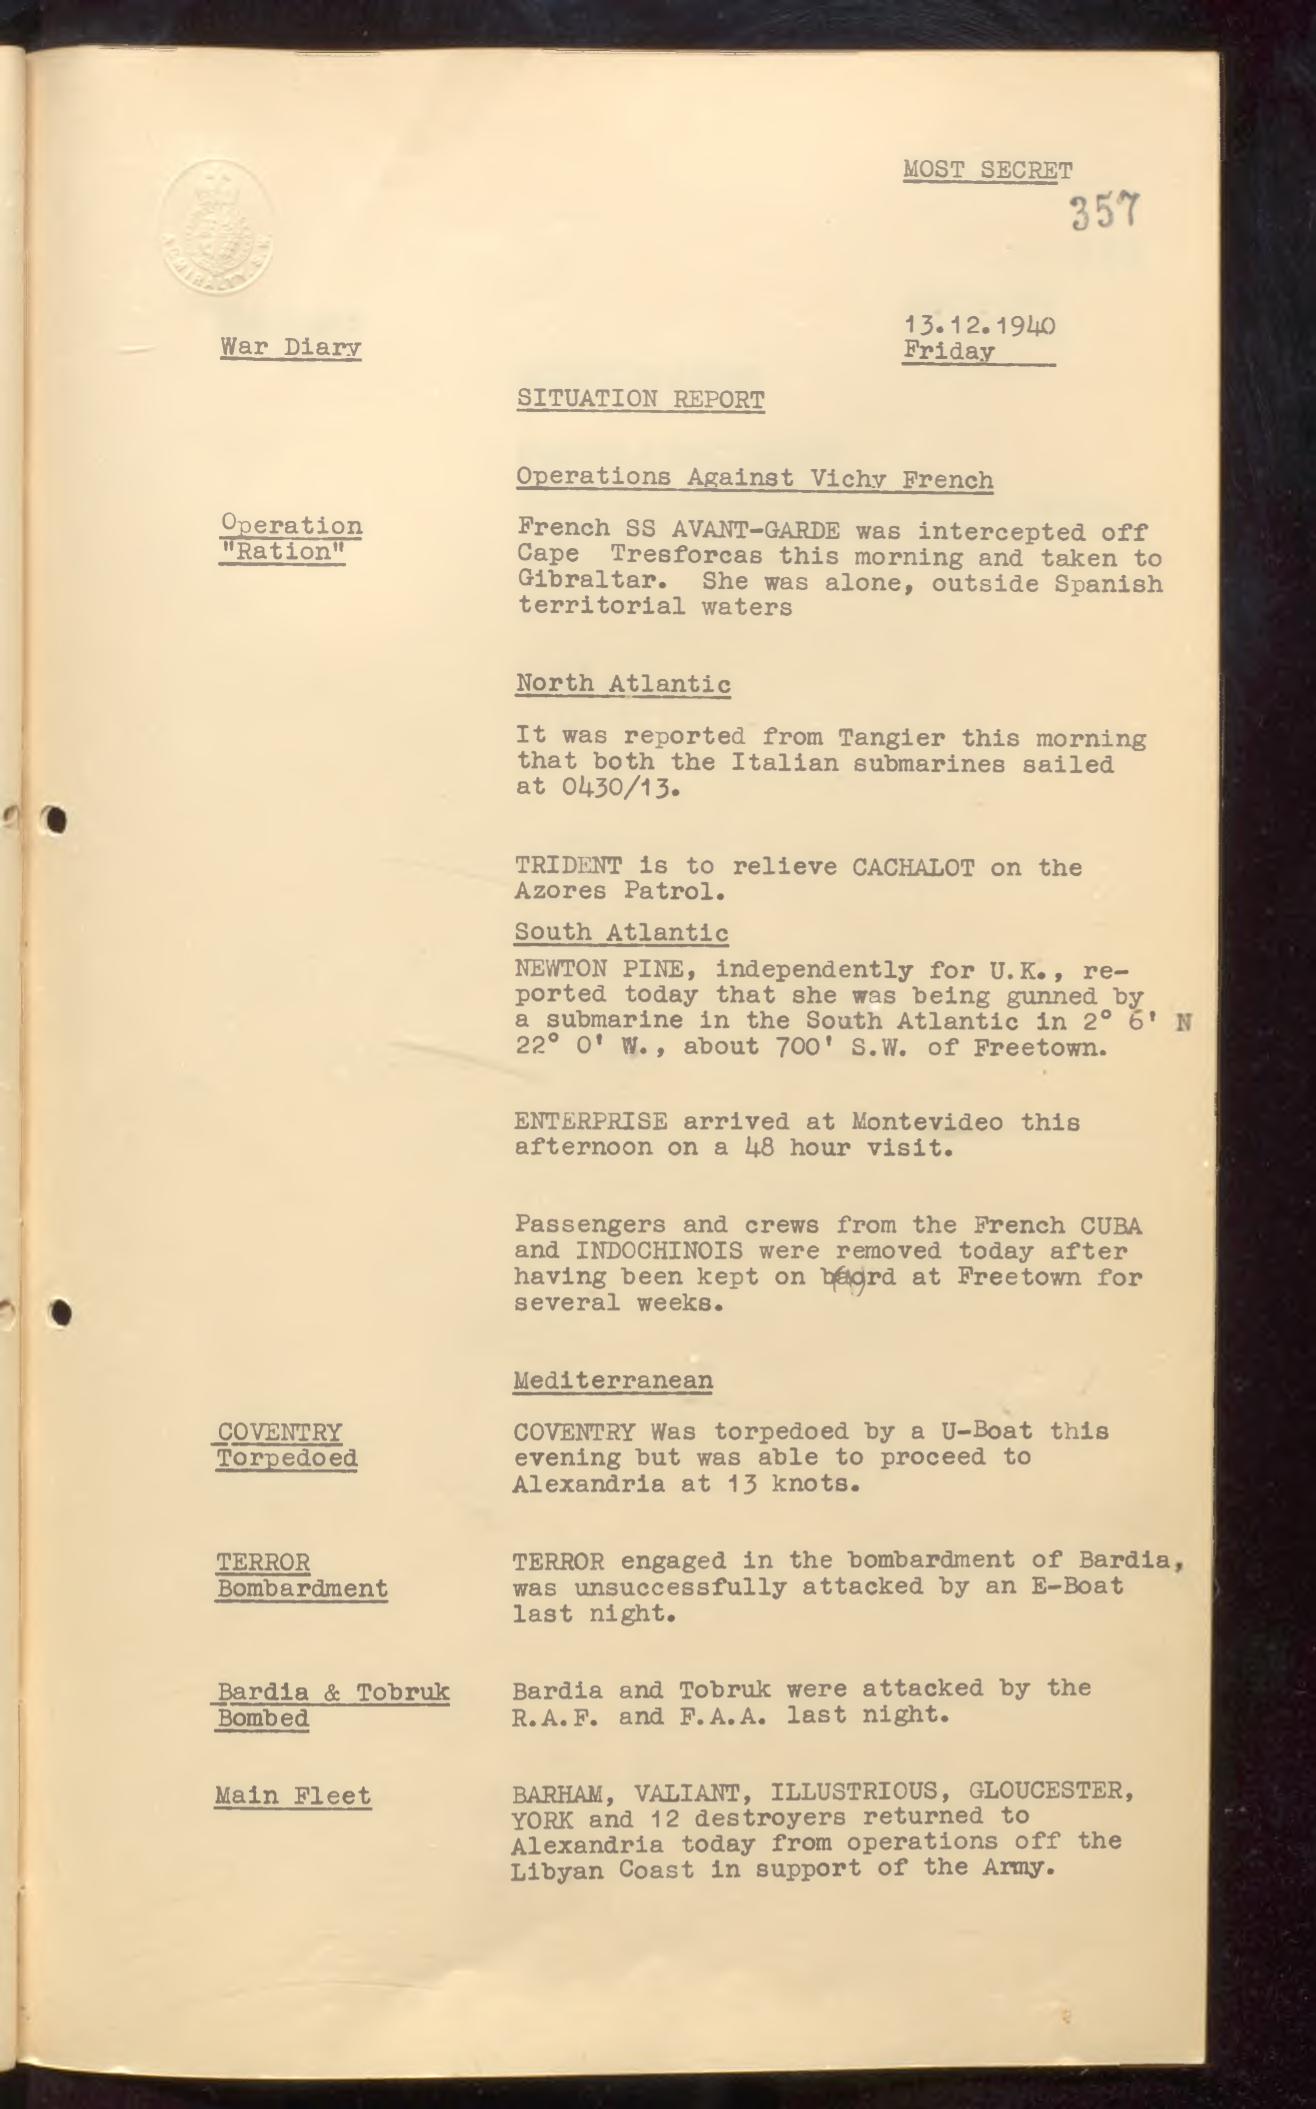 MOST SECRET
357
ADMIRALTY. S.W.
13.12.1940
Friday
War Diary
SITUATION REPORT
Operations Against Vichy French
Operation
"Ration"
French SS AVANT-GARDE was intercepted off
Cape Tresforcas this morning and taken to
Gibraltar. She was alone, outside Spanish
territorial waters
North Atlantic
It was reported from Tangier this morning
that both the Italian submarines sailed
at 0430/13.
TRIDENT is to relieve CACHALOT on the
Azores Patrol.
South Atlantic
NEWTON PINE, independently for U.K., re-
ported today that she was being gunned by
a submarine in the South Atlantic in 2° 6' N
22° 0' W., about 700' S.W. of Freetown.
ENTERPRISE arrived at Montevideo this
afternoon on a 48 hour visit.
Passengers and crews from the French CUBA
and INDOCHINOIS were removed today after
having been kept on baord at Freetown for
several weeks.
Mediterranean
COVENTRY
Torpedoed
COVENTRY Was torpedoed by a U-Boat this
evening but was able to proceed to
Alexandria at 13 knots.
TERROR
Bombardment
TERROR engaged in the bombardment of Bardia,
was unsuccessfully attacked by an E-Boat
last night.
Bardia & Tobruk
Bombed
Bardia and Tobruk were attacked by the
R.A.F. and F.A.A. last night.
Main Fleet
BARHAM, VALIANT, ILLUSTRIOUS, GLOUCESTER,
YORK and 12 destroyers returned to
Alexandria today from operations off the
Libyan Coast in support of the Army.